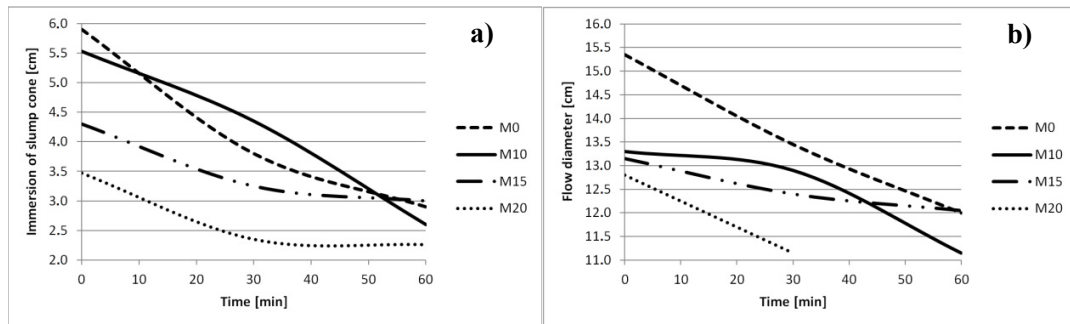 a)
Immersion of slump cone [cm]
6.0
5.5
5.0
4.5
4.0
3.5
3.0
2.5
2.0
0 10 20 30 40 50 60
Time [min]
M0
M10
M15
M20
b)
Flow diameter [cm]
16.0
15.5
15.0
14.5
14.0
13.5
13.0
12.5
12.0
11.5
11.0
0 10 20 30 40 50 60
Time [min]
M0
M10
M15
M20